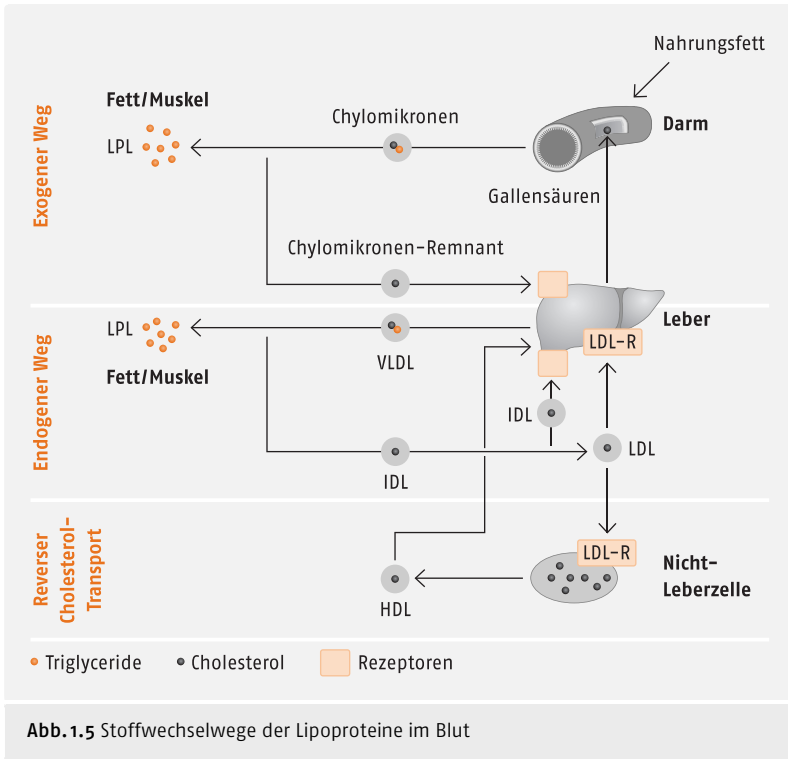 Nahrungsfett
Exogener Weg
Fett/Muskel
LPL
Chylomikronen
Darm
Gallensäuren
Chylomikronen-Remnant
Endogener Weg
LPL
Fett/Muskel
VLDL
Leber
LDL-R
IDL
IDL
LDL
Reverser
Cholesterol-
Transport
HDL
LDL-R
Nicht-
Leberzelle
Triglyceride
Cholesterol
Rezeptoren
Abb. 1.5 Stoffwechselwege der Lipoproteine im Blut